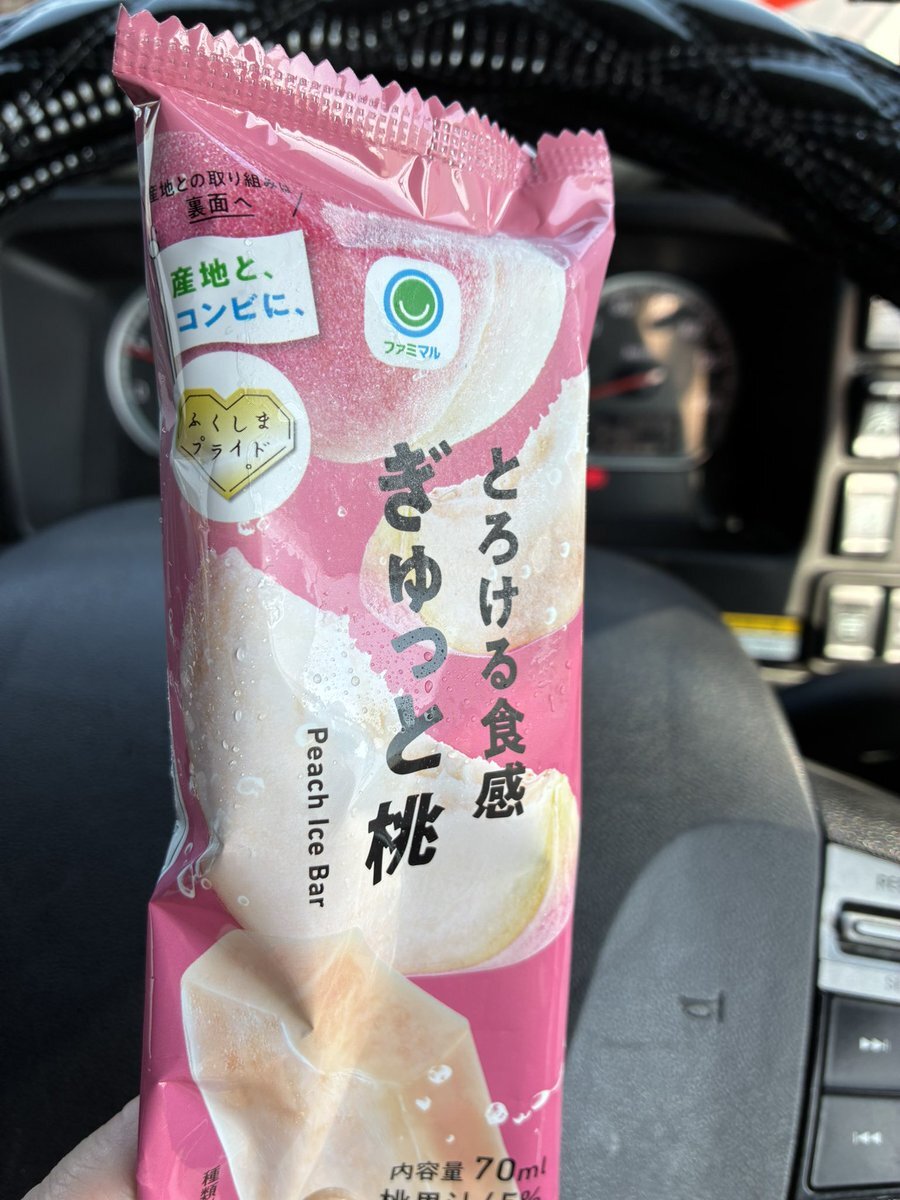 産地との取り組みは
裏面へ
産地と、
コンビに、
ファミマル
ふくしま
プライド。
とろける食感
ぎゅっと桃
Peach Ice Bar
内容量 70ml
種類